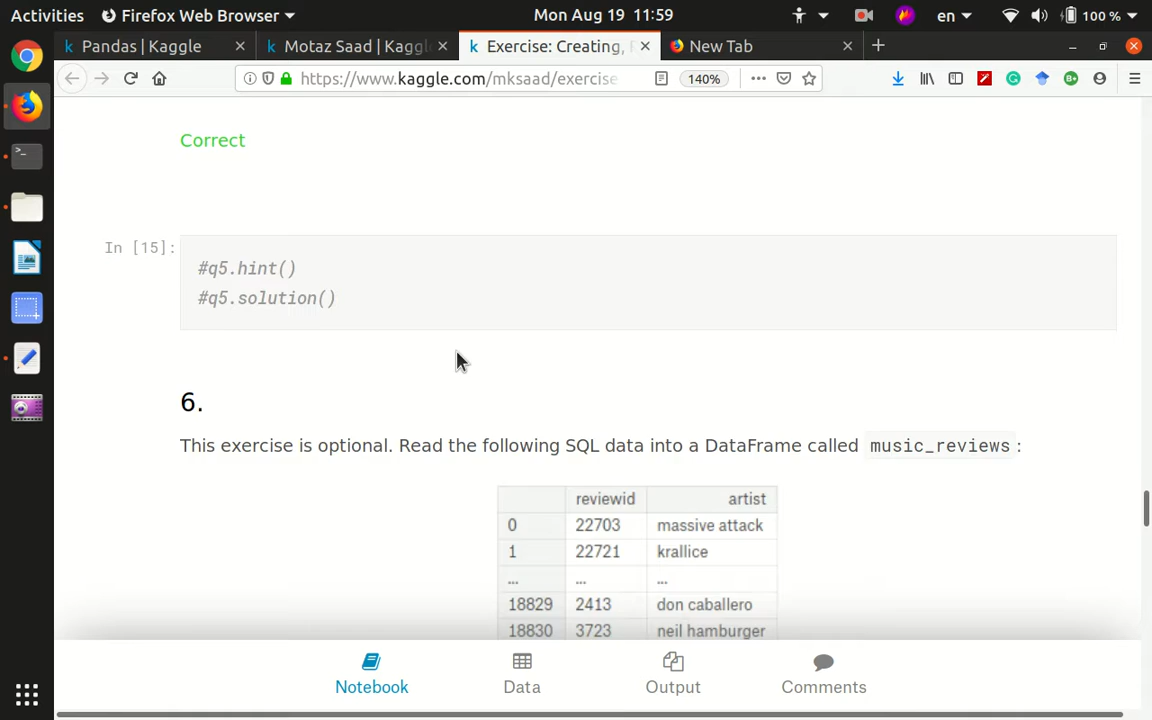 Activities Firefox Web Browser Mon Aug 19 11:59 en 100 %
Pandas | Kaggle Motaz Saad | Kaggl Exercise: Creating, New Tab
https://www.kaggle.com/mksaad/exercise 140%
Correct
In [15]:
#q5.hint()
#q5.solution()
6.
This exercise is optional. Read the following SQL data into a DataFrame called music_reviews :
reviewid artist
0 22703 massive attack
1 22721 krallice
... ... ...
18829 2413 don caballero
18830 3723 neil hamburger
Notebook Data Output Comments